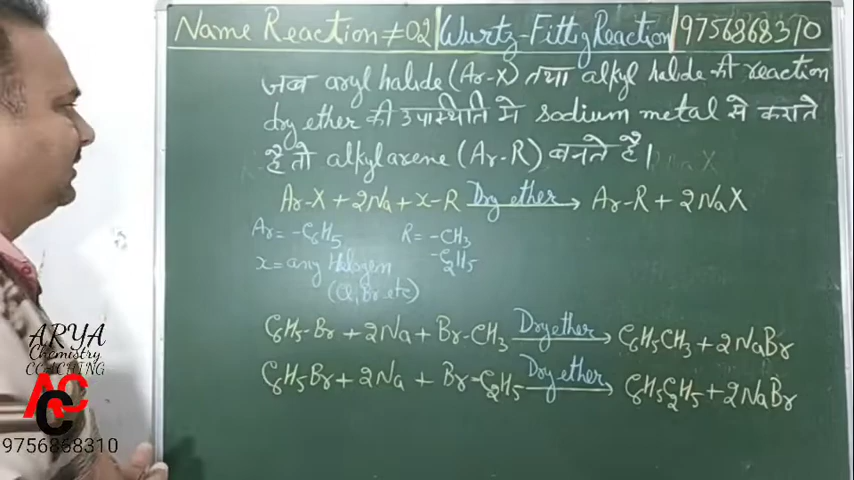 Name Reaction ≠ 02 | Wurtz-Fittig Reaction | 9756868310
जब aryl halide (Ar-X) तथा alkyl halide की reaction
dry ether की उपास्थिति मे sodium metal से कराते
है तो alkylarene (Ar-R) बनते है।
Ar-X + 2Na + x-R Dry ether → Ar-R + 2NaX
Ar = -C6H5 R = -CH3
x = any Halogen -C2H5
(Cl, Br etc)
C6H5-Br + 2Na + Br-CH3 Dry ether → C6H5CH3 + 2NaBr
C6H5Br + 2Na + Br-C2H5 Dry ether → C6H5C2H5 + 2NaBr
ARYA
Chemistry
COACHING
ACC
9756868310